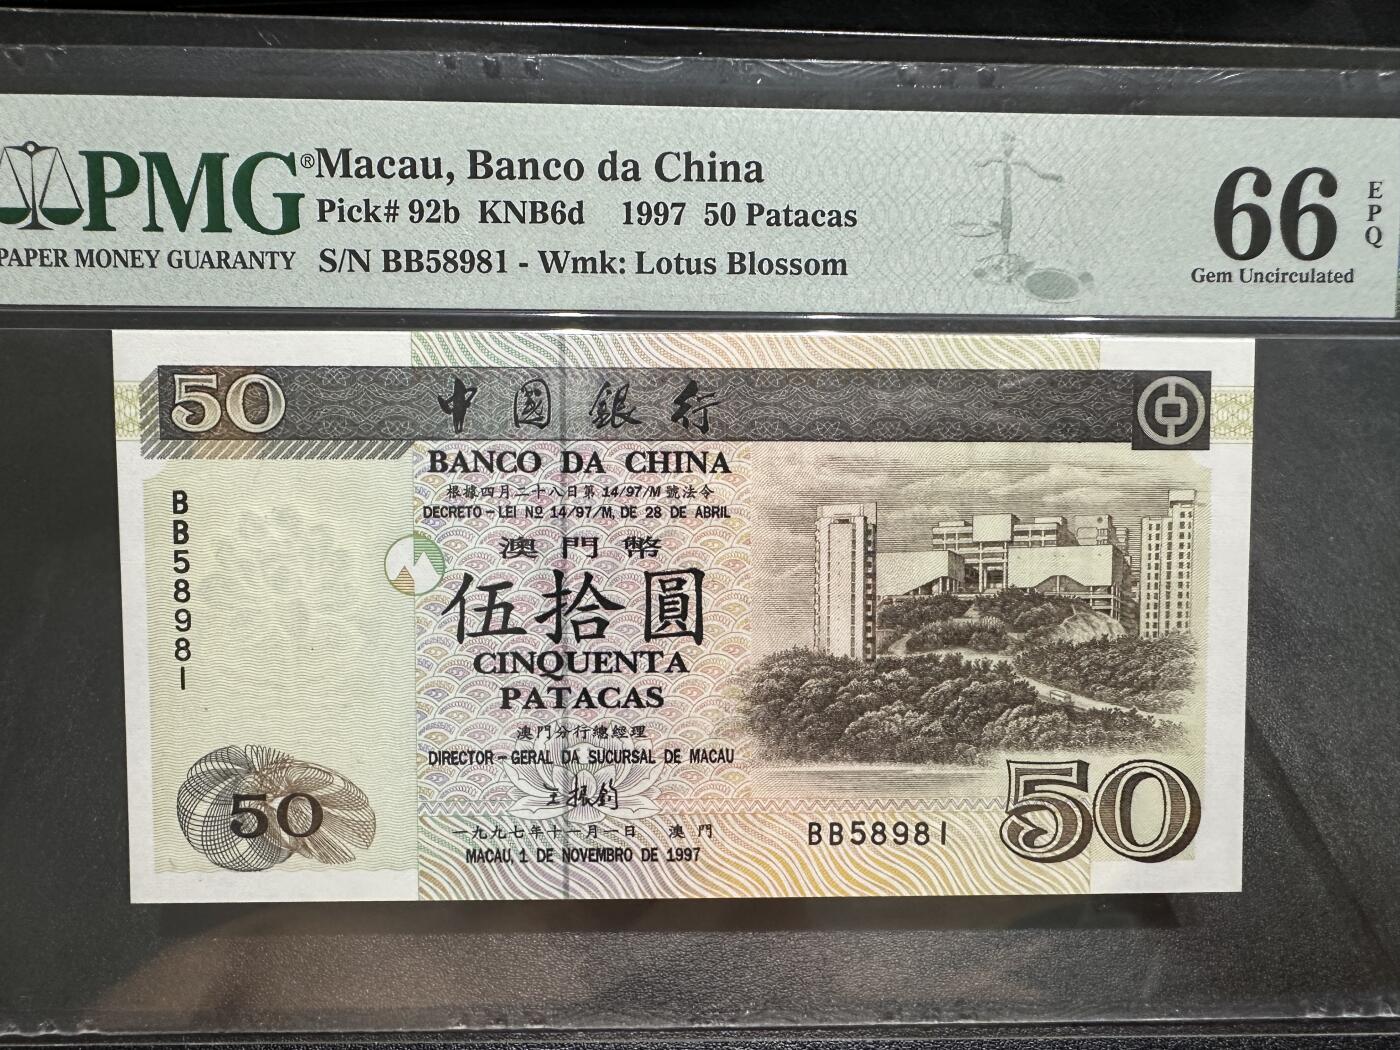 PMG®
PAPER MONEY GUARANTY
Macau, Banco da China
Pick# 92b KNB6d 1997 50 Patacas
S/N BB58981 - Wmk: Lotus Blossom
66
EPQ
Gem Uncirculated
50
中國銀行
BANCO DA CHINA
根據四月二十八日第 14/97/M 號法令
DECRETO-LEI Nº 14/97/M, DE 28 DE ABRIL
BB58981
澳門幣
伍拾圓
CINQUENTA
PATACAS
澳門分行總經理
DIRECTOR-GERAL DA SUCURSAL DE MACAU
王振鈞
50
一九九七年十一月一日 澳門
MACAU, 1 DE NOVEMBRO DE 1997
BB58981
50